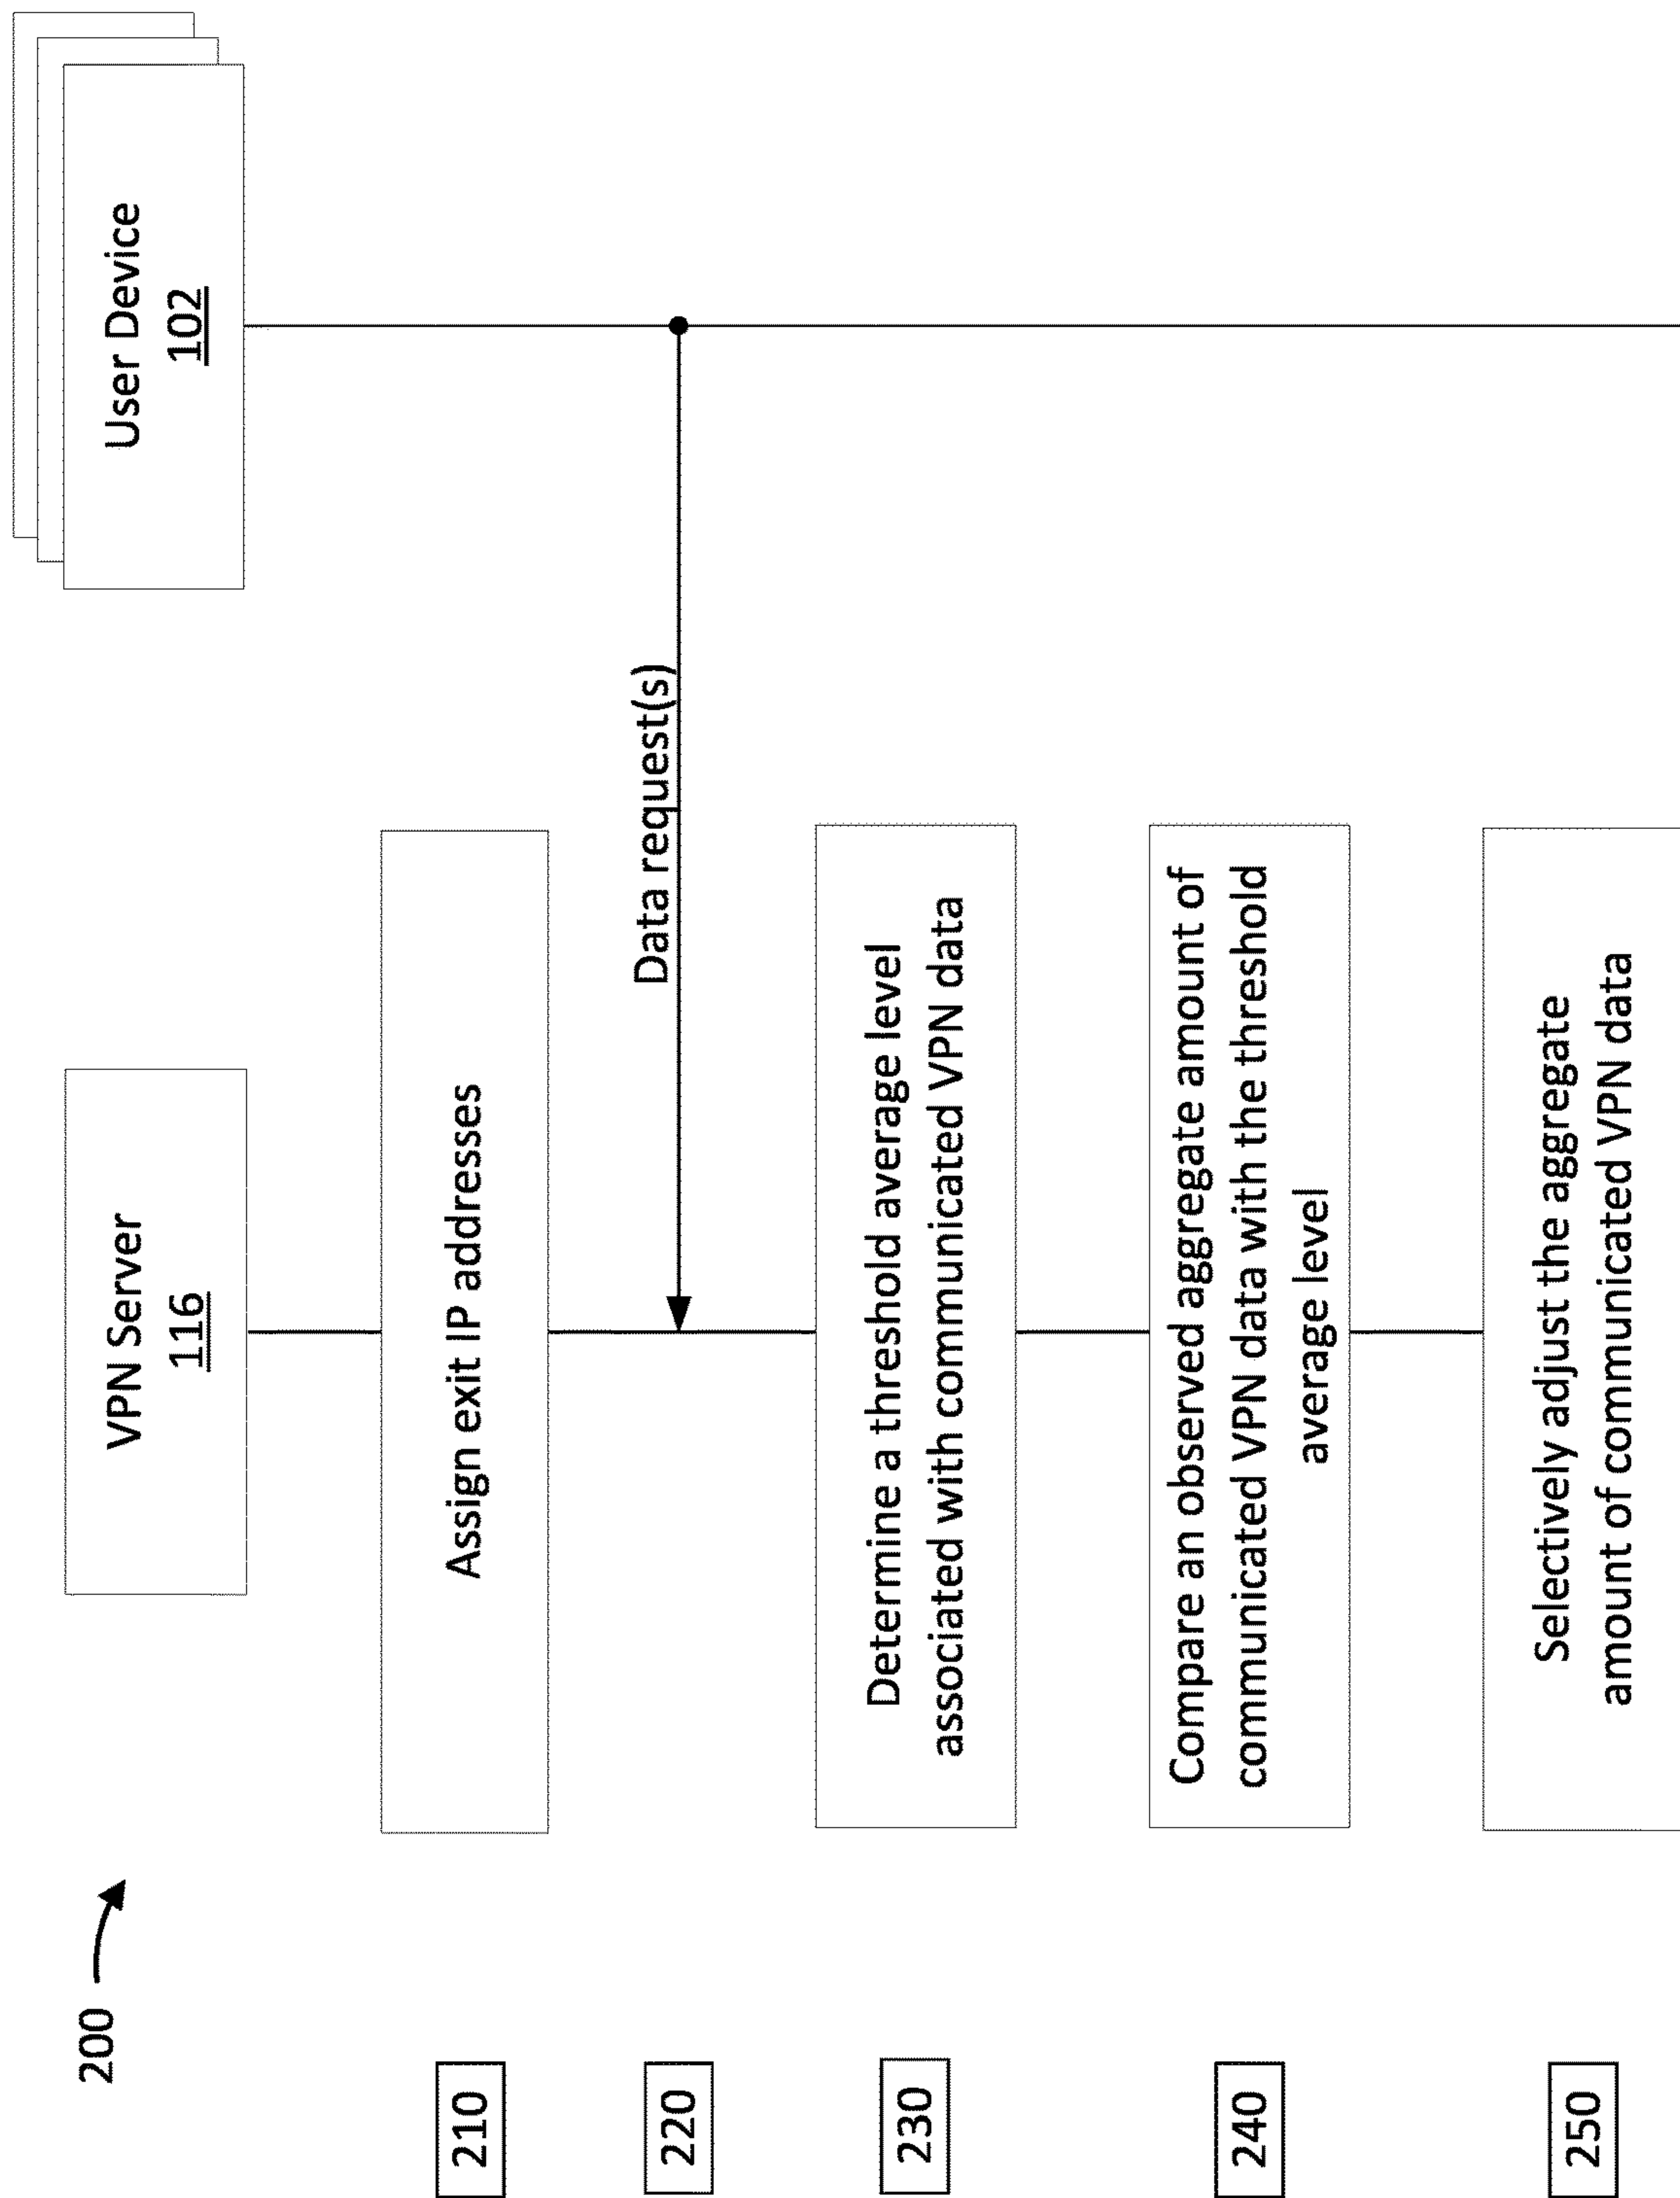 200
VPN Server
116
User Device
102
210
Assign exit IP addresses
220
Data request(s)
230
Determine a threshold average level
associated with communicated VPN data
240
Compare an observed aggregate amount of
communicated VPN data with the threshold
average level
250
Selectively adjust the aggregate
amount of communicated VPN data